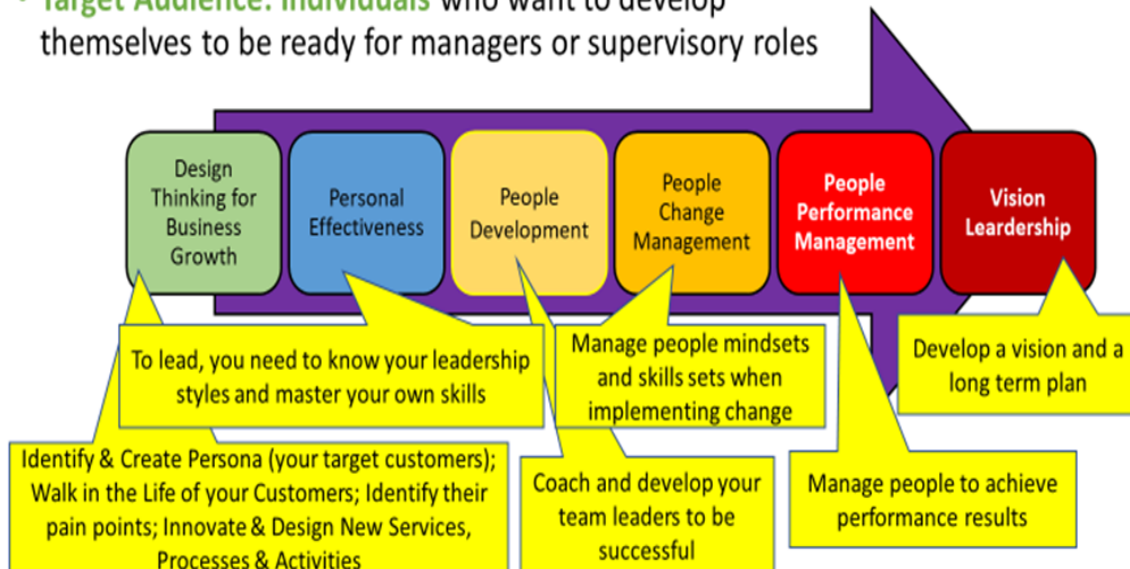 • Target Audience: Individuals who want to develop
themselves to be ready for managers or supervisory roles
Design
Thinking for
Business
Growth
Personal
Effectiveness
People
Development
People
Change
Management
People
Performance
Management
Vision
Leardership
To lead, you need to know your leadership
styles and master your own skills
Manage people mindsets
and skills sets when
implementing change
Develop a vision and a
long term plan
Identify & Create Persona (your target customers);
Walk in the Life of your Customers; Identify their
pain points; Innovate & Design New Services,
Processes & Activities
Coach and develop your
team leaders to be
successful
Manage people to achieve
performance results